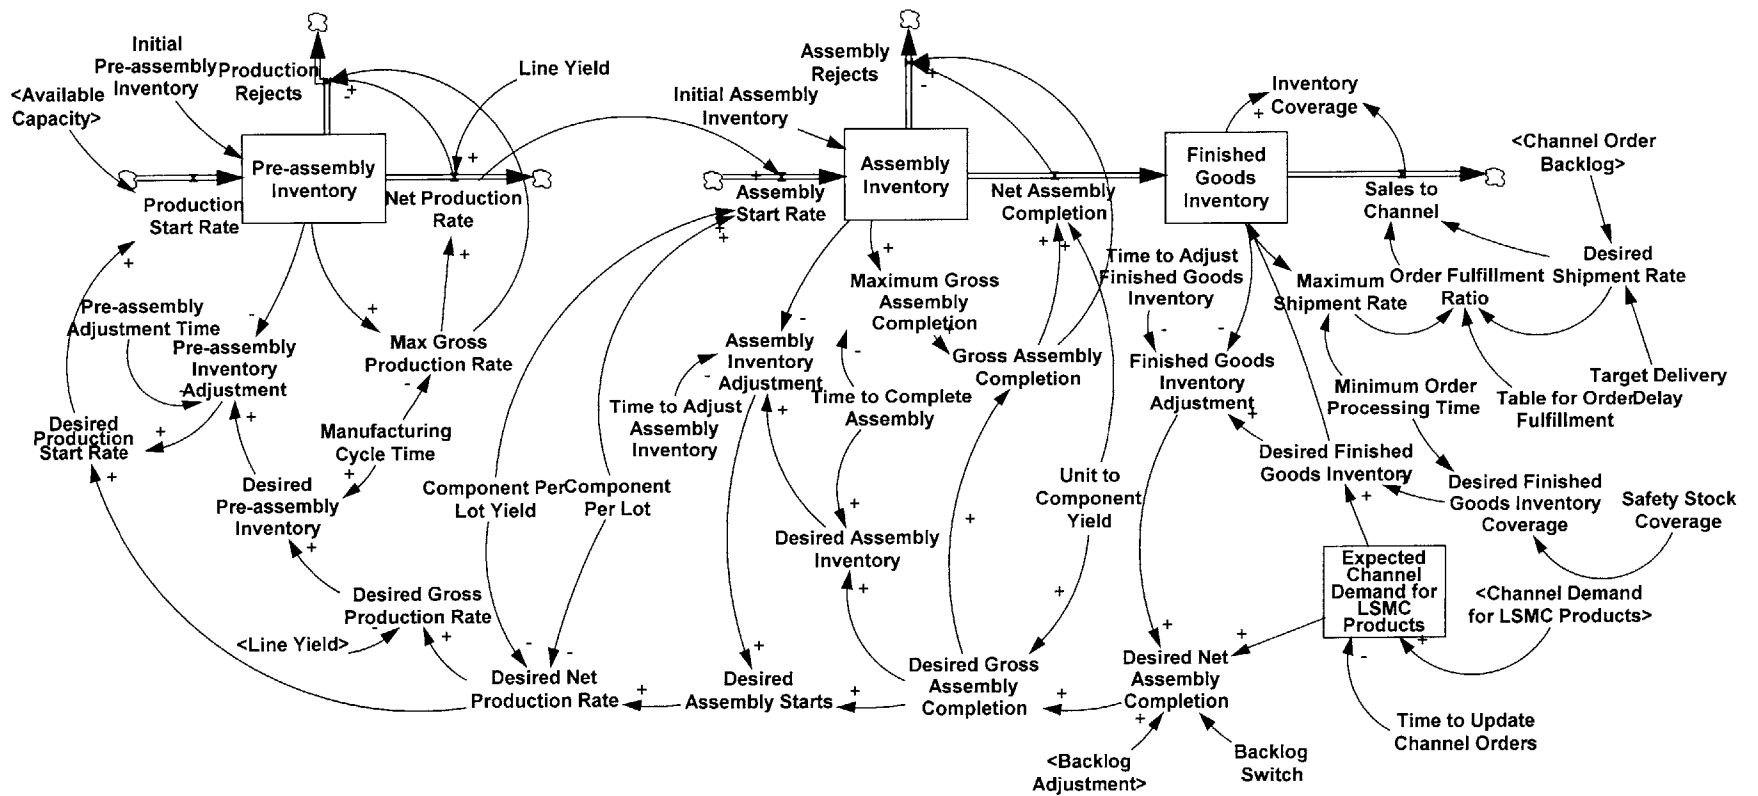 Initial
Pre-assembly
Inventory
Production
Rejects
Line Yield
<Available
Capacity>
Pre-assembly
Inventory
Production
Start Rate
Net Production
Rate
Assembly
Rejects
Initial Assembly
Inventory
Assembly
Inventory
Assembly
Start Rate
Net Assembly
Completion
Inventory
Coverage
Finished
Goods
Inventory
<Channel Order
Backlog>
Sales to
Channel
Desired
Shipment Rate
Pre-assembly
Adjustment Time
Pre-assembly
Inventory
Adjustment
Max Gross
Production Rate
Maximum Gross
Assembly
Completion
Time to Adjust
Finished Goods
Inventory
Maximum
Shipment Rate
Order Fulfillment
Ratio
Assembly
Inventory
Adjustment
Gross Assembly
Completion
Finished Goods
Inventory
Adjustment
Time to Adjust
Assembly
Inventory
Time to Complete
Assembly
Minimum Order
Processing Time
Table for Order
Fulfillment
Target Delivery
Delay
Desired
Production
Start Rate
Manufacturing
Cycle Time
Desired
Pre-assembly
Inventory
Component Per
Lot Yield
Component
Per Lot
Unit to
Component
Yield
Desired Finished
Goods Inventory
Desired Finished
Goods Inventory
Coverage
Safety Stock
Coverage
Desired Assembly
Inventory
Expected
Channel
Demand for
LSMC
Products
<Channel Demand
for LSMC Products>
Desired Gross
Production Rate
<Line Yield>
Desired Net
Production Rate
Desired
Assembly Starts
Desired Gross
Assembly
Completion
Desired Net
Assembly
Completion
Time to Update
Channel Orders
<Backlog
Adjustment>
Backlog
Switch